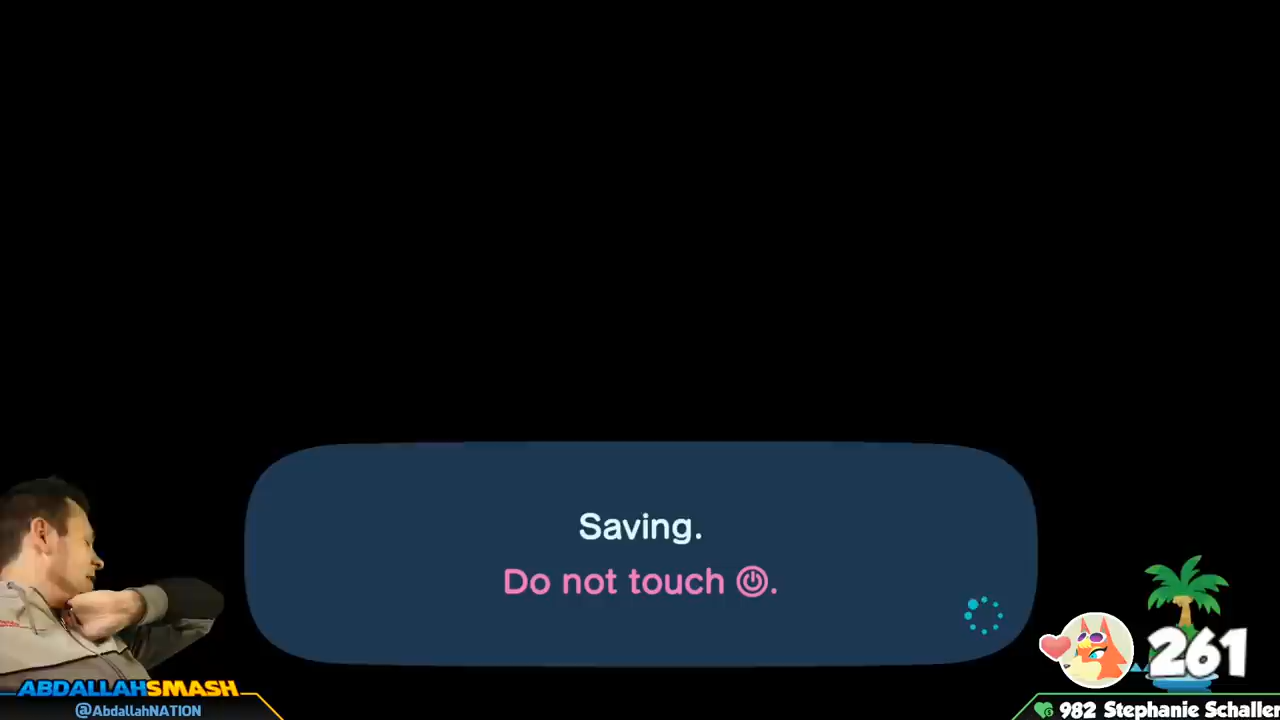 Saving.
Do not touch ⏻.
261
ABDALLAHSMASH
@AbdallahNATION
982 Stephanie Schaller